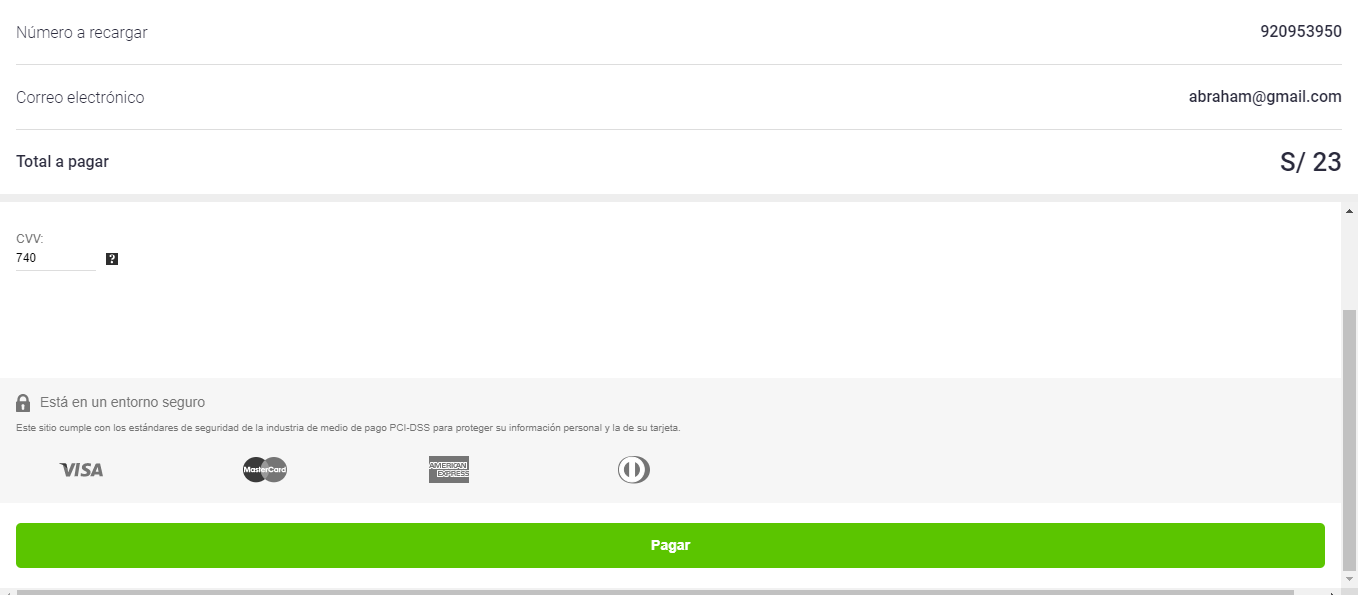 Número a recargar 920953950
Correo electrónico abraham@gmail.com
Total a pagar S/ 23
CVV:
740 ?
Está en un entorno seguro
Este sitio cumple con los estándares de seguridad de la industria de medio de pago PCI-DSS para proteger su información personal y la de su tarjeta.
VISA MasterCard AMERICAN EXPRESS
Pagar